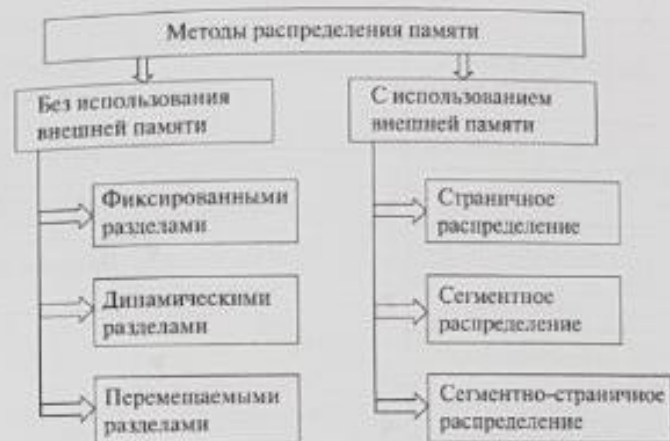 Методы распределения памяти
Без использования
внешней памяти
Фиксированными
разделами
Динамическими
разделами
Перемещаемыми
разделами
С использованием
внешней памяти
Страничное
распределение
Сегментное
распределение
Сегментно-страничное
распределение